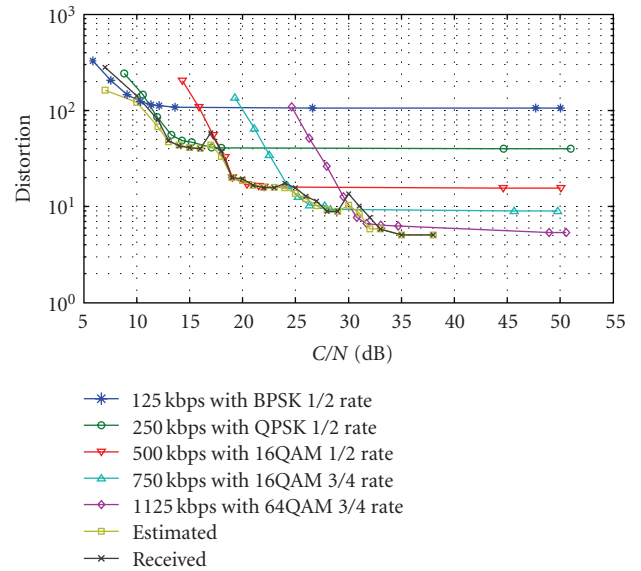 10³
10²
10¹
10⁰
Distortion
5 10 15 20 25 30 35 40 45 50 55
C/N (dB)
125 kbps with BPSK 1/2 rate
250 kbps with QPSK 1/2 rate
500 kbps with 16QAM 1/2 rate
750 kbps with 16QAM 3/4 rate
1125 kbps with 64QAM 3/4 rate
Estimated
Received